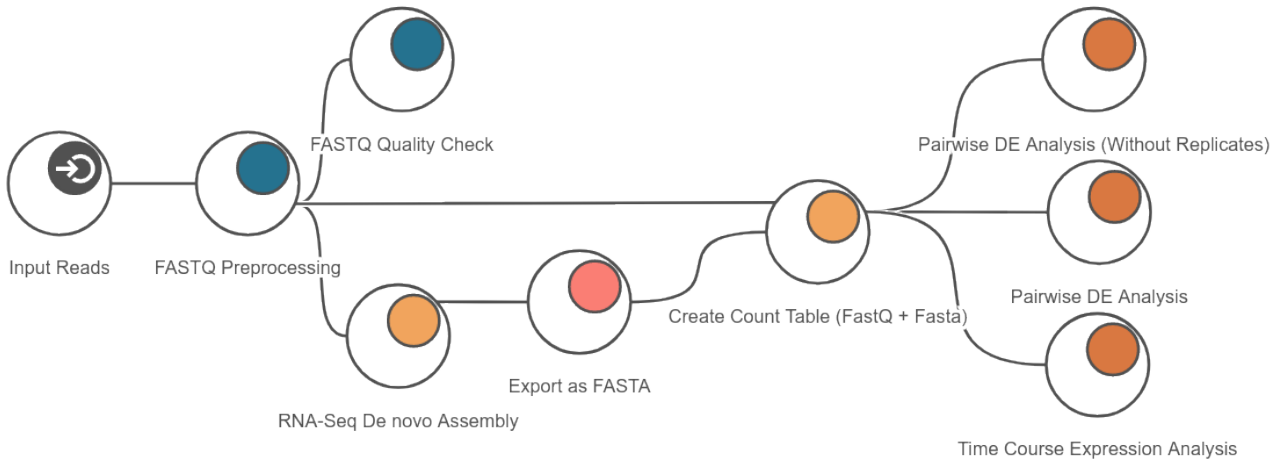 FASTQ Quality Check
Pairwise DE Analysis (Without Replicates)
Input Reads
FASTQ Preprocessing
Pairwise DE Analysis
Create Count Table (FastQ + Fasta)
Export as FASTA
RNA-Seq De novo Assembly
Time Course Expression Analysis